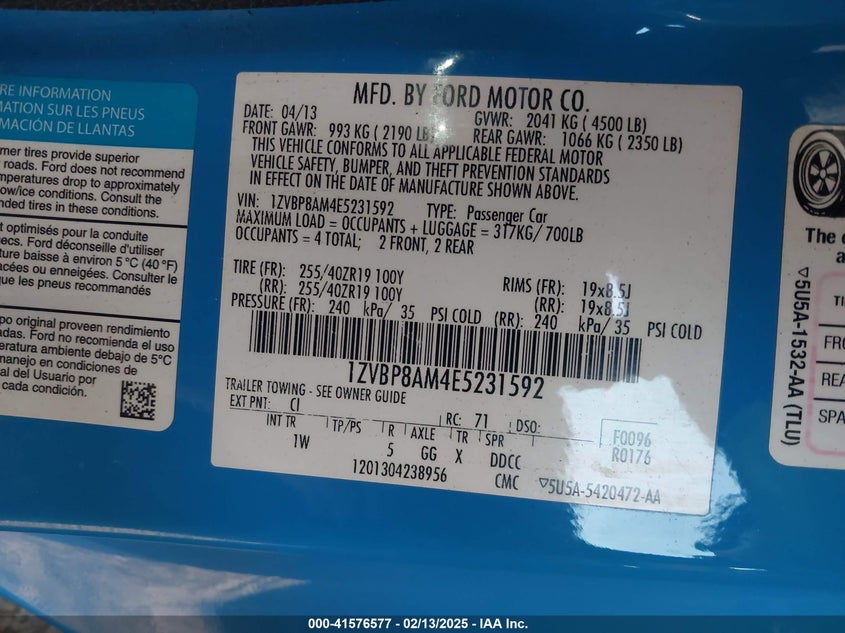 RE INFORMATION
MATION SUR LES PNEUS
MACIÓN DE LLANTAS
mer tires provide superior
roads. Ford does not recommend
mperatures drop to approximately
ow/ice conditions. Consult the
nded tires in such conditions.
t optimisés pour la conduite
ecs. Ford déconseille d'utiliser
ture baisse à environ 5 °C (40 °F)
acées ou enneigées. Consulter le
ue les pneus recommandés
po original proveen rendimiento
adas. Ford no recomienda el uso
eratura ambiente debajo de 5°C
manejo en condiciones de
al del Usuario por
cada condición.
MFD. BY FORD MOTOR CO.
DATE: 04/13 GVWR: 2041 KG ( 4500 LB)
FRONT GAWR: 993 KG ( 2190 LB) REAR GAWR: 1066 KG ( 2350 LB)
THIS VEHICLE CONFORMS TO ALL APPLICABLE FEDERAL MOTOR
VEHICLE SAFETY, BUMPER, AND THEFT PREVENTION STANDARDS
IN EFFECT ON THE DATE OF MANUFACTURE SHOWN ABOVE.
VIN: 1ZVBP8AM4E5231592 TYPE: Passenger Car
MAXIMUM LOAD = OCCUPANTS + LUGGAGE = 317KG/ 700LB
OCCUPANTS = 4 TOTAL; 2 FRONT, 2 REAR
TIRE (FR): 255/40ZR19 100Y RIMS (FR): 19x8.5J
(RR): 255/40ZR19 100Y (RR): 19x8.5J
PRESSURE (FR): 240 kPa/ 35 PSI COLD (RR): 240 kPa/ 35 PSI COLD
1ZVBP8AM4E5231592
TRAILER TOWING - SEE OWNER GUIDE
EXT PNT: CI RC: 71 DSO:
INT TR TP/PS R AXLE TR SPR F0096
1W 5 GG X DDCC R0176
1201304238956 CMC ▽5U5A-5420472-AA
The
a
▽5U5A-1532-AA (TLU)
TI
FRO
REA
SPA
000-41576577 - 02/13/2025 - IAA Inc.